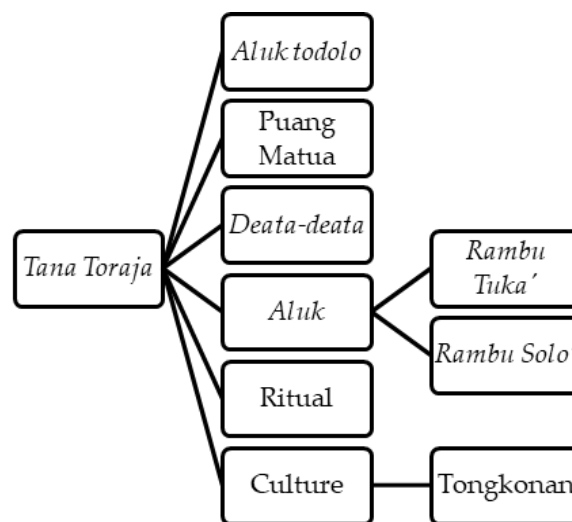 Aluk todolo
Puang
Matua
Deata-deata
Tana Toraja
Aluk
Rambu
Tuka´
Rambu Solo
Ritual
Culture
Tongkonan